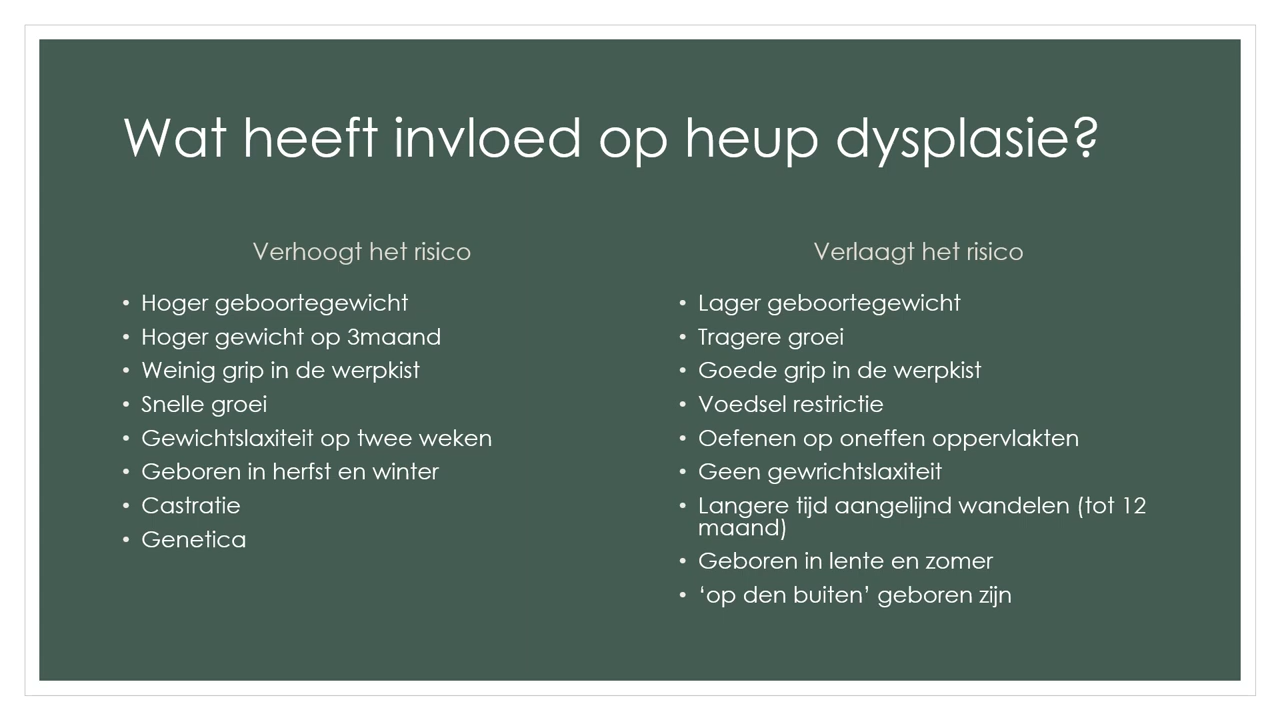 Wat heeft invloed op heup dysplasie?
Verhoogt het risico
• Hoger geboortegewicht
• Hoger gewicht op 3maand
• Weinig grip in de werpkist
• Snelle groei
• Gewichtslaxiteit op twee weken
• Geboren in herfst en winter
• Castratie
• Genetica
Verlaagt het risico
• Lager geboortegewicht
• Tragere groei
• Goede grip in de werpkist
• Voedsel restrictie
• Oefenen op oneffen oppervlakten
• Geen gewrichtslaxiteit
• Langere tijd aangelijnd wandelen (tot 12
maand)
• Geboren in lente en zomer
• ‘op den buiten’ geboren zijn